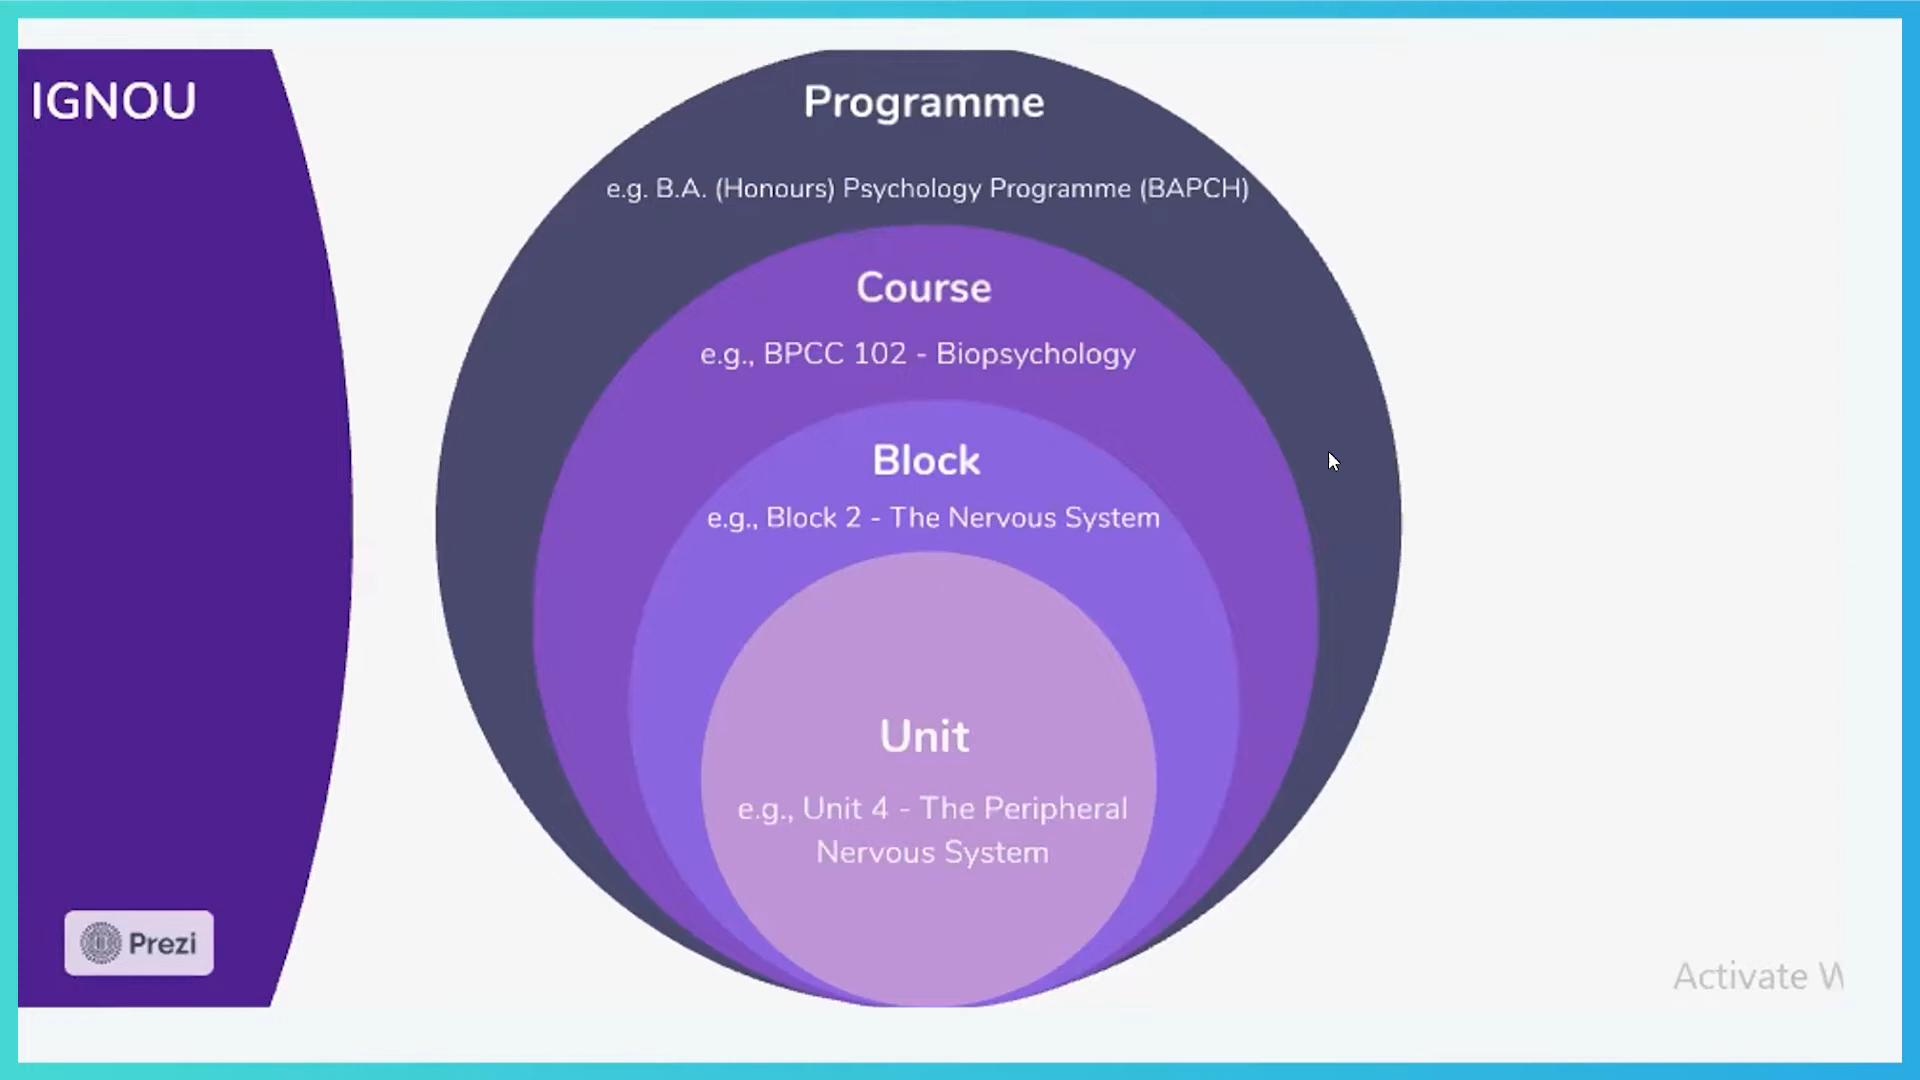 IGNOU
Programme
e.g. B.A. (Honours) Psychology Programme (BAPCH)
Course
e.g., BPCC 102 - Biopsychology
Block
e.g., Block 2 - The Nervous System
Unit
e.g., Unit 4 - The Peripheral
Nervous System
Prezi
Activate W